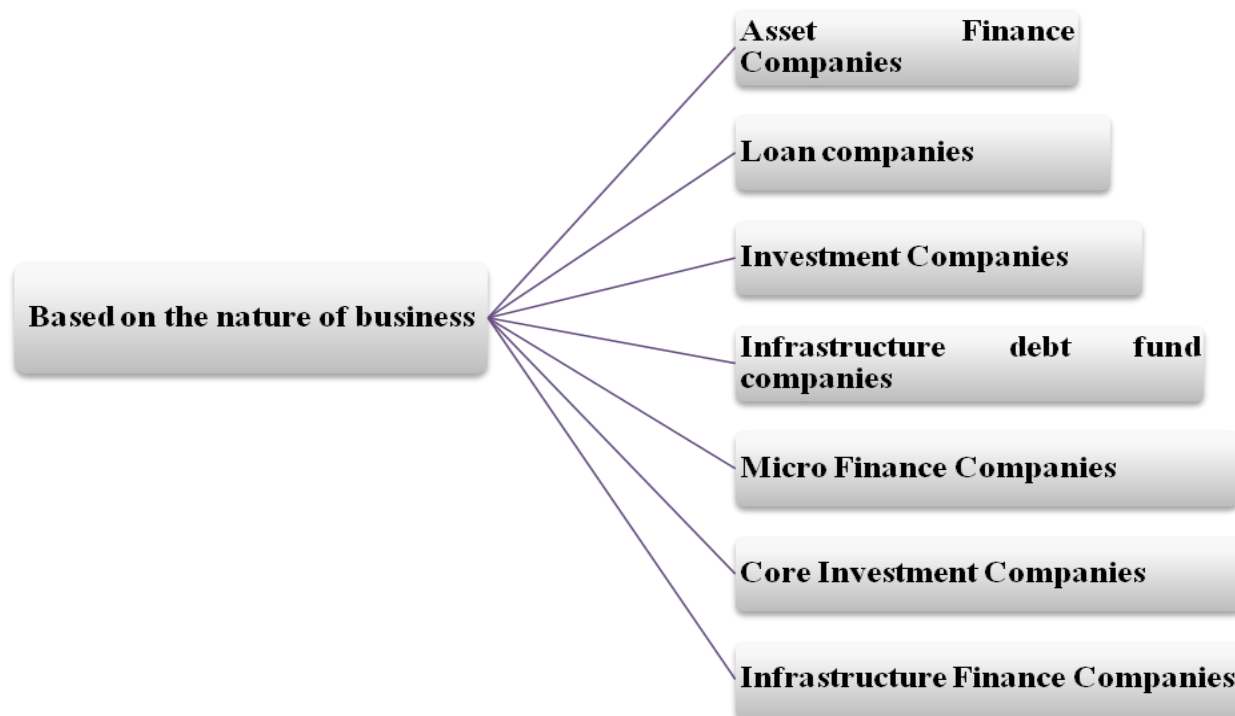 Asset Finance
Companies
Loan companies
Investment Companies
Based on the nature of business
Infrastructure debt fund
companies
Micro Finance Companies
Core Investment Companies
Infrastructure Finance Companies